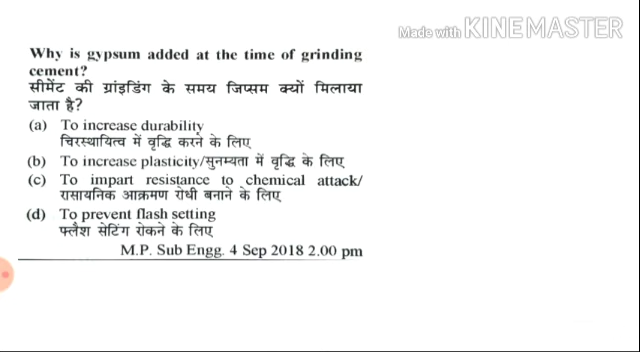 Made with KINEMASTER
Why is gypsum added at the time of grinding
cement?
सीमेंट की ग्रांइडिंग के समय जिप्सम क्यों मिलाया
जाता है?
(a) To increase durability
चिरस्थायित्व में वृद्धि करने के लिए
(b) To increase plasticity/सुनम्यता में वृद्धि के लिए
(c) To impart resistance to chemical attack/
रासायनिक आक्रमण रोधी बनाने के लिए
(d) To prevent flash setting
फ्लैश सेटिंग रोकने के लिए
M.P. Sub Engg. 4 Sep 2018 2.00 pm